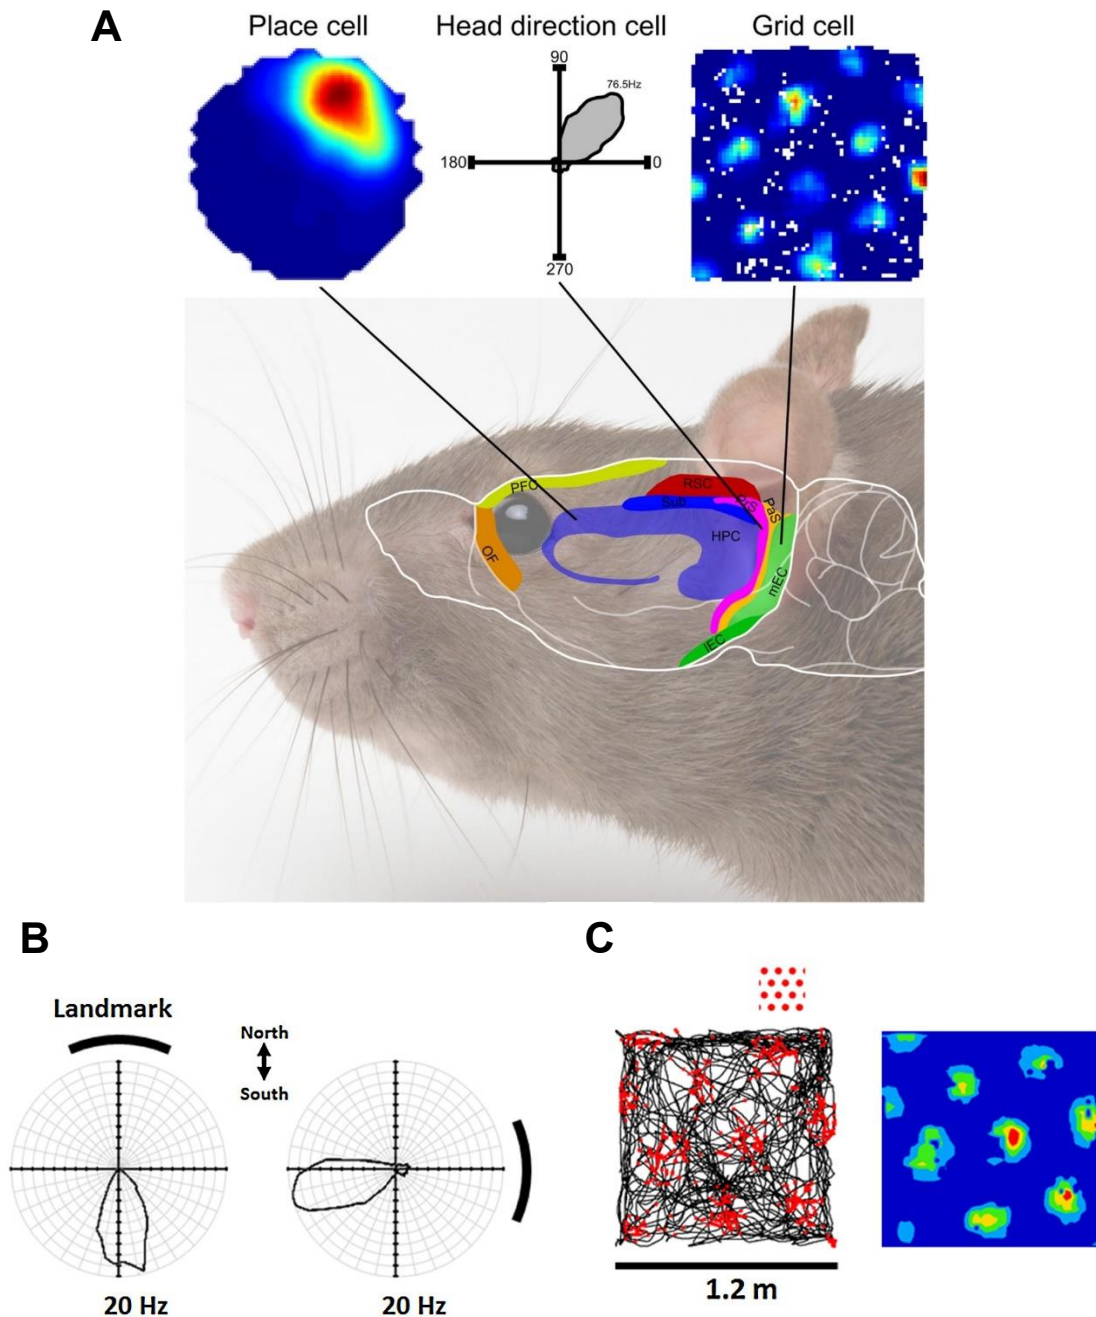 A
Place cell
Head direction cell
Grid cell
90
76.5Hz
180
0
270
PFC
OF
RSC
Sub
PrS
PaS
HPC
mEC
lEC
B
C
Landmark
North
South
20 Hz
20 Hz
1.2 m